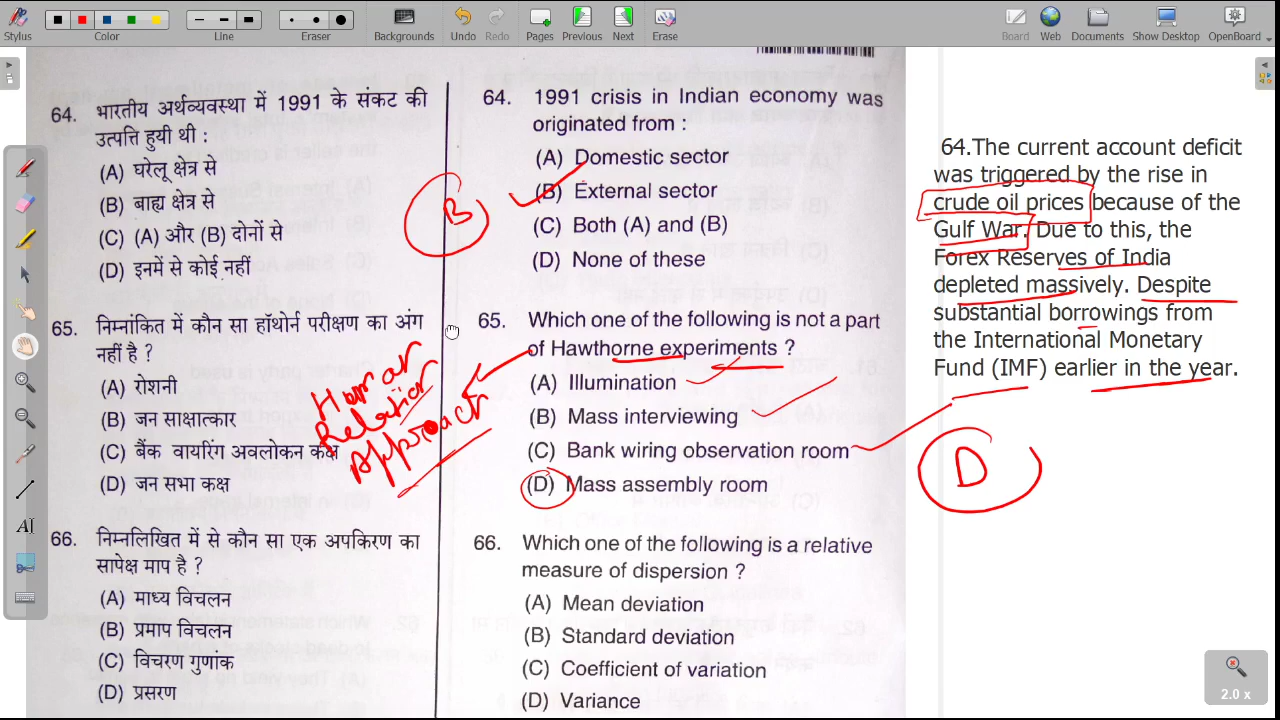 Stylus
Color
Line
Eraser
Backgrounds
Undo
Redo
Pages
Previous
Next
Erase
Board
Web
Documents
Show Desktop
OpenBoard
64. भारतीय अर्थव्यवस्था में 1991 के संकट की
उत्पत्ति हुयी थी :
(A) घरेलू क्षेत्र से
(B) बाह्य क्षेत्र से
(C) (A) और (B) दोनों से
(D) इनमें से कोई नहीं
65. निम्नांकित में कौन सा हॉथोर्न परीक्षण का अंग
नहीं है ?
(A) रोशनी
(B) जन साक्षात्कार
(C) बैंक वायरिंग अवलोकन कक्ष
(D) जन सभा कक्ष
66. निम्नलिखित में से कौन सा एक अपकिरण का
सापेक्ष माप है ?
(A) माध्य विचलन
(B) प्रमाप विचलन
(C) विचरण गुणांक
(D) प्रसरण
B
Human
Relation
Approach
64. 1991 crisis in Indian economy was
originated from :
(A) Domestic sector
(B) External sector
(C) Both (A) and (B)
(D) None of these
65. Which one of the following is not a part
of Hawthorne experiments ?
(A) Illumination
(B) Mass interviewing
(C) Bank wiring observation room
(D) Mass assembly room
66. Which one of the following is a relative
measure of dispersion ?
(A) Mean deviation
(B) Standard deviation
(C) Coefficient of variation
(D) Variance
64.The current account deficit
was triggered by the rise in
crude oil prices because of the
Gulf War. Due to this, the
Forex Reserves of India
depleted massively. Despite
substantial borrowings from
the International Monetary
Fund (IMF) earlier in the year.
D
2.0 x